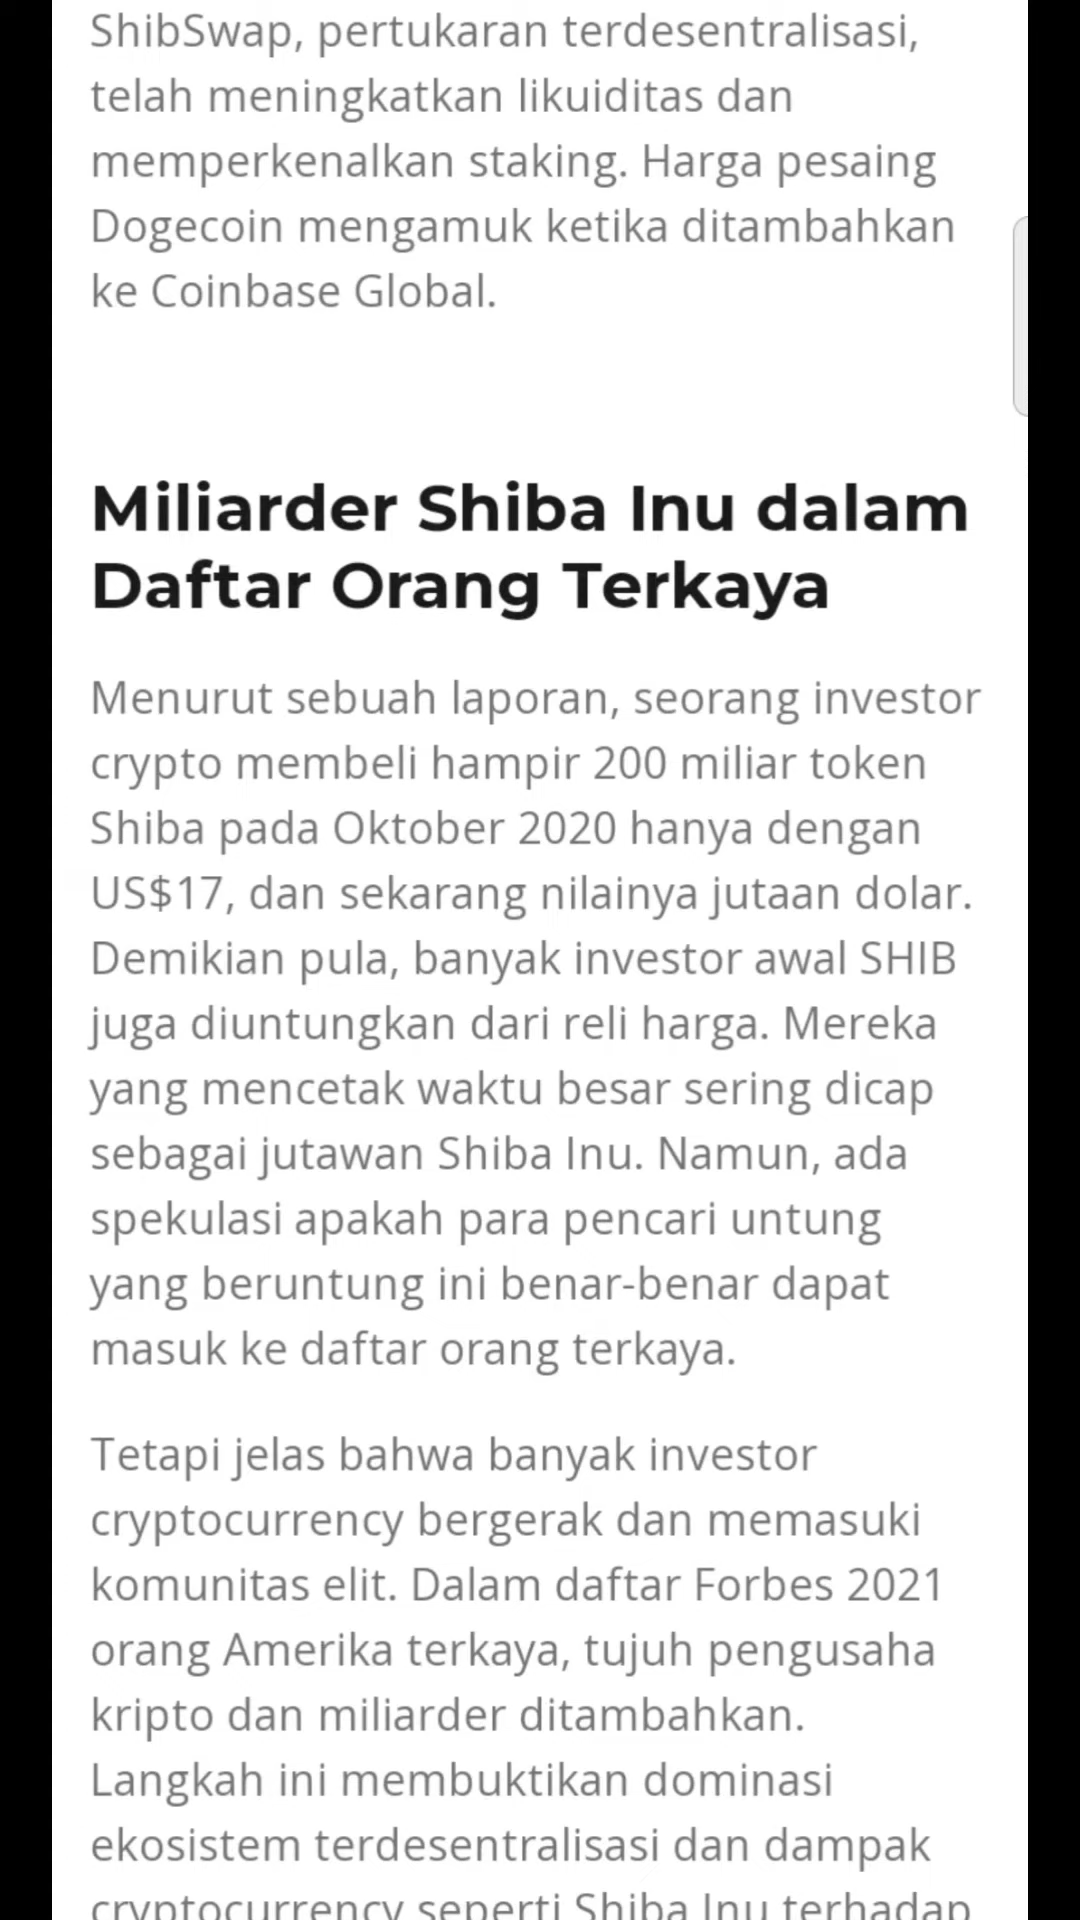 ShibSwap, pertukaran terdesentralisasi,
telah meningkatkan likuiditas dan
memperkenalkan staking. Harga pesaing
Dogecoin mengamuk ketika ditambahkan
ke Coinbase Global.
Miliarder Shiba Inu dalam
Daftar Orang Terkaya
Menurut sebuah laporan, seorang investor
crypto membeli hampir 200 miliar token
Shiba pada Oktober 2020 hanya dengan
US$17, dan sekarang nilainya jutaan dolar.
Demikian pula, banyak investor awal SHIB
juga diuntungkan dari reli harga. Mereka
yang mencetak waktu besar sering dicap
sebagai jutawan Shiba Inu. Namun, ada
spekulasi apakah para pencari untung
yang beruntung ini benar-benar dapat
masuk ke daftar orang terkaya.
Tetapi jelas bahwa banyak investor
cryptocurrency bergerak dan memasuki
komunitas elit. Dalam daftar Forbes 2021
orang Amerika terkaya, tujuh pengusaha
kripto dan miliarder ditambahkan.
Langkah ini membuktikan dominasi
ekosistem terdesentralisasi dan dampak
cryptocurrency seperti Shiba Inu terhadap